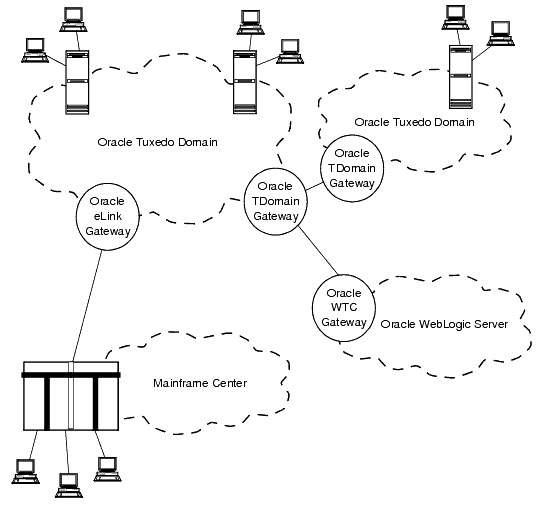 Oracle Tuxedo Domain
Oracle Tuxedo Domain
Oracle
TDomain
Gateway
Oracle
TDomain
Gateway
Oracle
eLink
Gateway
Oracle
WTC
Gateway
Oracle WebLogic Server
Mainframe Center